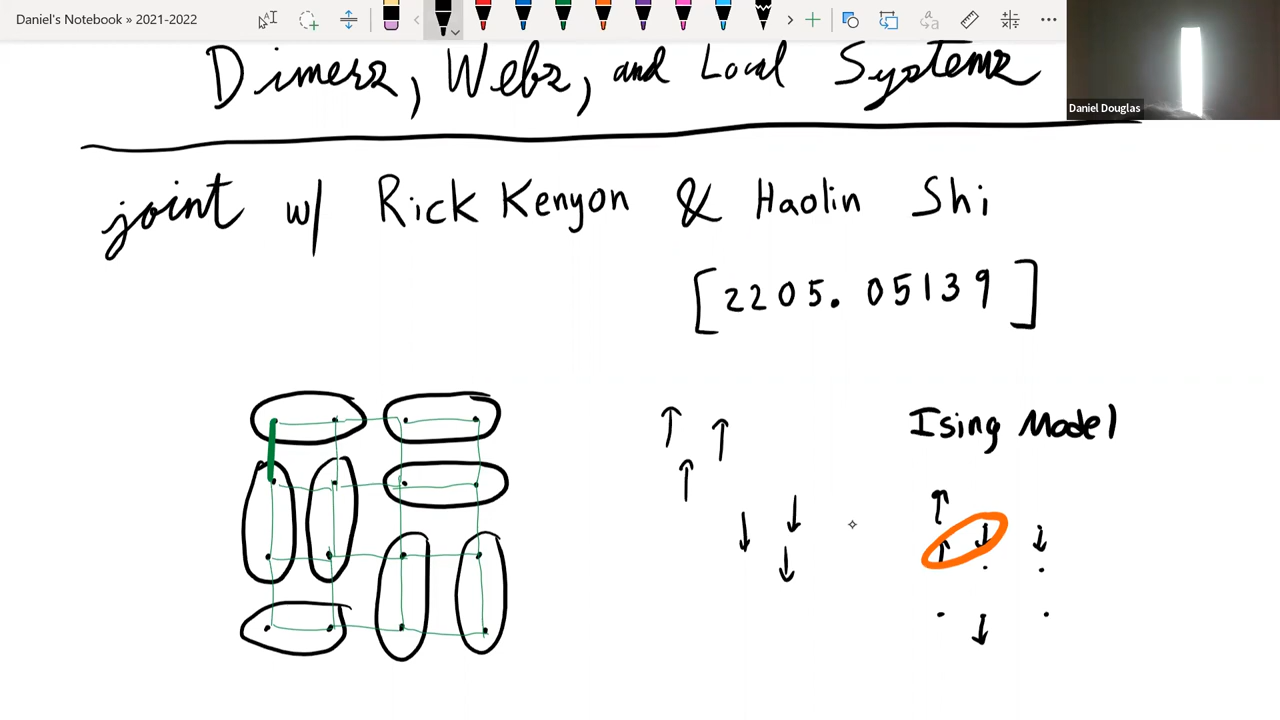 Daniel's Notebook » 2021-2022
Daniel Douglas
Dimers, Webs, and Local Systems
joint w/ Rick Kenyon & Haolin Shi
[2205.05139]
Ising Model